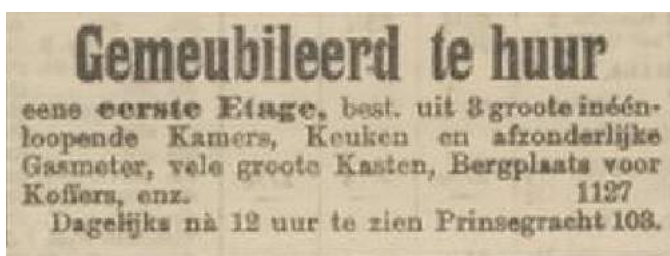 Gemeubileerd te huur
eene eerste Etage, best. uit 3 groote inéén-
loopende Kamers, Keuken en afzonderlijke
Gasmeter, vele groote Kasten, Bergplaats voor
Koffers, enz. 1127
Dagelijks nà 12 uur te zien Prinsegracht 103.